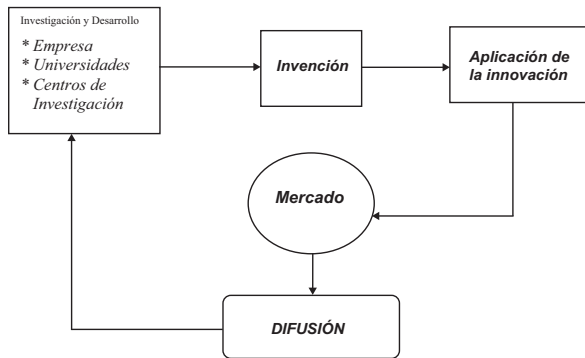 Investigación y Desarrollo
* Empresa
* Universidades
* Centros de
Investigación
Invención
Aplicación de
la innovación
Mercado
DIFUSIÓN